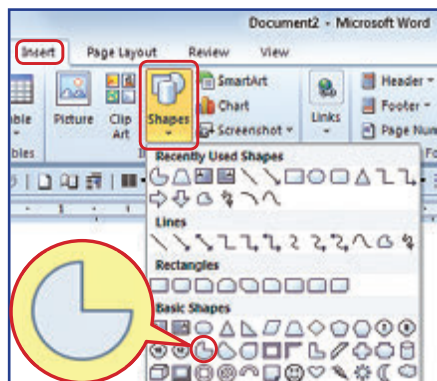 Document2 - Microsoft Word
Insert Page Layout Review View
Picture Clip Art Shapes SmartArt Chart Screenshot Links Header Footer Page Num
Recently Used Shapes
Lines
Rectangles
Basic Shapes